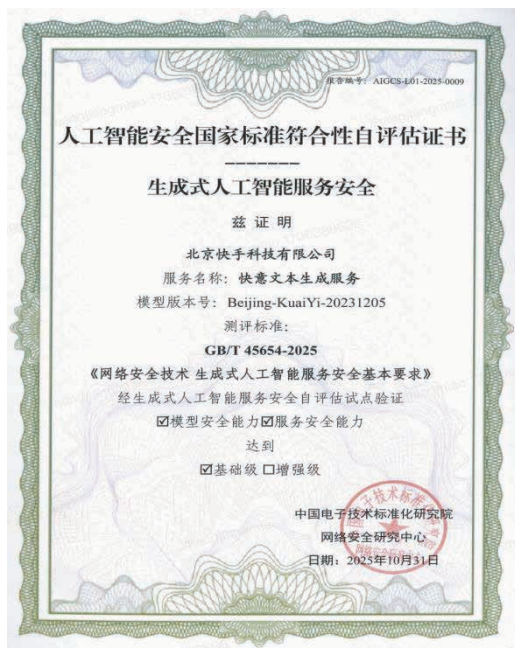 报告编号：AIGCS-L01-2025-0009
人工智能安全国家标准符合性自评估证书
生成式人工智能服务安全
兹 证 明
北京快手科技有限公司
服务名称：快意文本生成服务
模型版本号：Beijing-KuaiYi-20231205
测评标准：
GB/T 45654-2025
《网络安全技术 生成式人工智能服务安全基本要求》
经生成式人工智能服务安全自评估试点验证
☑模型安全能力☑服务安全能力
达到
☑基础级 ☐增强级
中国电子技术标准化研究院
网络安全研究中心
日期：2025年10月31日